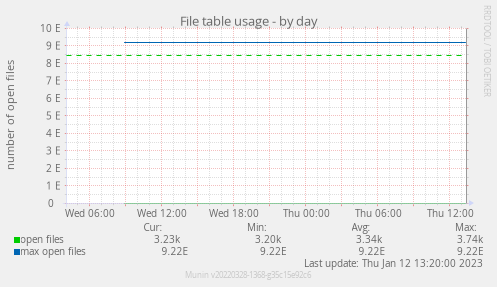 File table usage - by day
RRDTOOL / TOBI OETIKER
number of open files
10 E
9 E
8 E
7 E
6 E
5 E
4 E
3 E
2 E
1 E
0
Wed 06:00 Wed 12:00 Wed 18:00 Thu 00:00 Thu 06:00 Thu 12:00
Cur: Min: Avg: Max:
open files 3.23k 3.20k 3.34k 3.74k
max open files 9.22E 9.22E 9.22E 9.22E
Last update: Thu Jan 12 13:20:00 2023
Munin v20220328-1368-g35c15e92c6